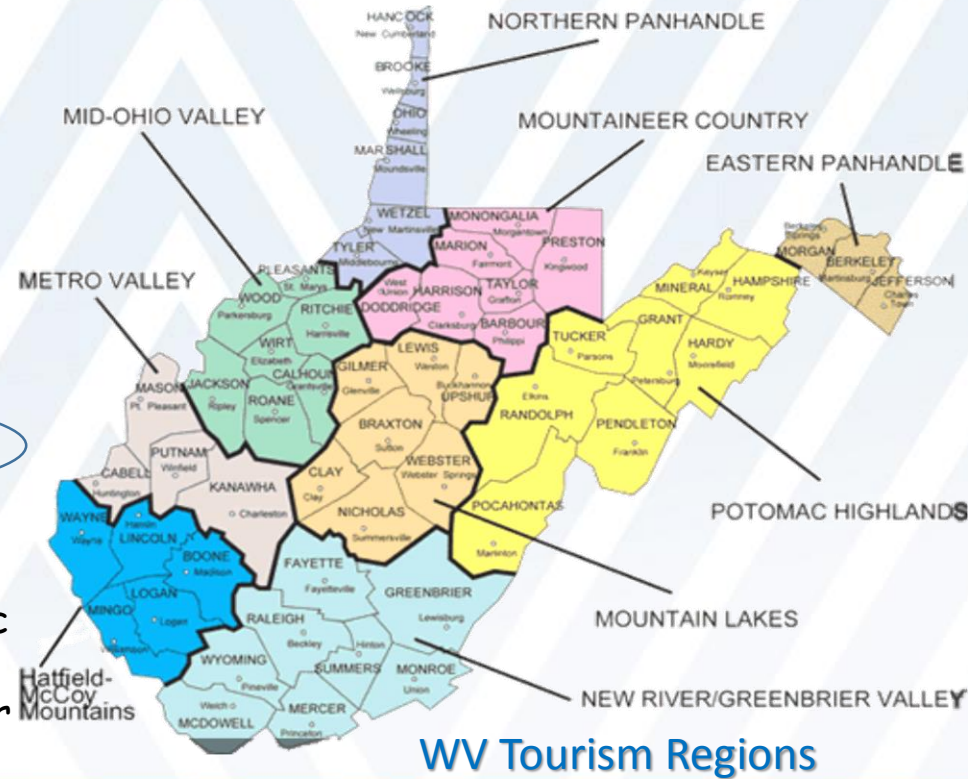 NORTHERN PANHANDLE
MID-OHIO VALLEY
MOUNTAINEER COUNTRY
EASTERN PANHANDLE
METRO VALLEY
POTOMAC HIGHLANDS
MOUNTAIN LAKES
NEW RIVER/GREENBRIER VALLEY
Hatfield-
McCoy
Mountains
c
r
HANCOCK
New Cumberland
BROOKE
Wellsburg
OHIO
Wheeling
MARSHALL
Moundsville
WETZEL
New Martinsville
TYLER
Middlebourne
MONONGALIA
Morgantown
MARION
Fairmont
PRESTON
Kingwood
West
Union
DODDRIDGE
HARRISON
Clarksburg
TAYLOR
Grafton
BARBOUR
Philippi
PLEASANTS
St. Marys
WOOD
Parkersburg
RITCHIE
Harrisville
WIRT
Elizabeth
CALHOUN
Grantsville
JACKSON
Ripley
ROANE
Spencer
MASON
Pt. Pleasant
PUTNAM
Winfield
CABELL
Huntington
KANAWHA
Charleston
GILMER
Glenville
LEWIS
Weston
Buckhannon
UPSHUR
BRAXTON
Sutton
WEBSTER
Webster Springs
CLAY
Clay
NICHOLAS
Summersville
TUCKER
Parsons
GRANT
Petersburg
MINERAL
Keyser
HAMPSHIRE
Romney
HARDY
Moorefield
Elkins
RANDOLPH
PENDLETON
Franklin
POCAHONTAS
Marlinton
Berkeley
Springs
MORGAN
BERKELEY
Martinsburg
JEFFERSON
Charles
Town
WAYNE
Wayne
Hamlin
LINCOLN
BOONE
Madison
LOGAN
Logan
MINGO
Williamson
FAYETTE
Fayetteville
GREENBRIER
Lewisburg
RALEIGH
Beckley
Hinton
SUMMERS
MONROE
Union
WYOMING
Pineville
Welch
MCDOWELL
MERCER
Princeton
WV Tourism Regions